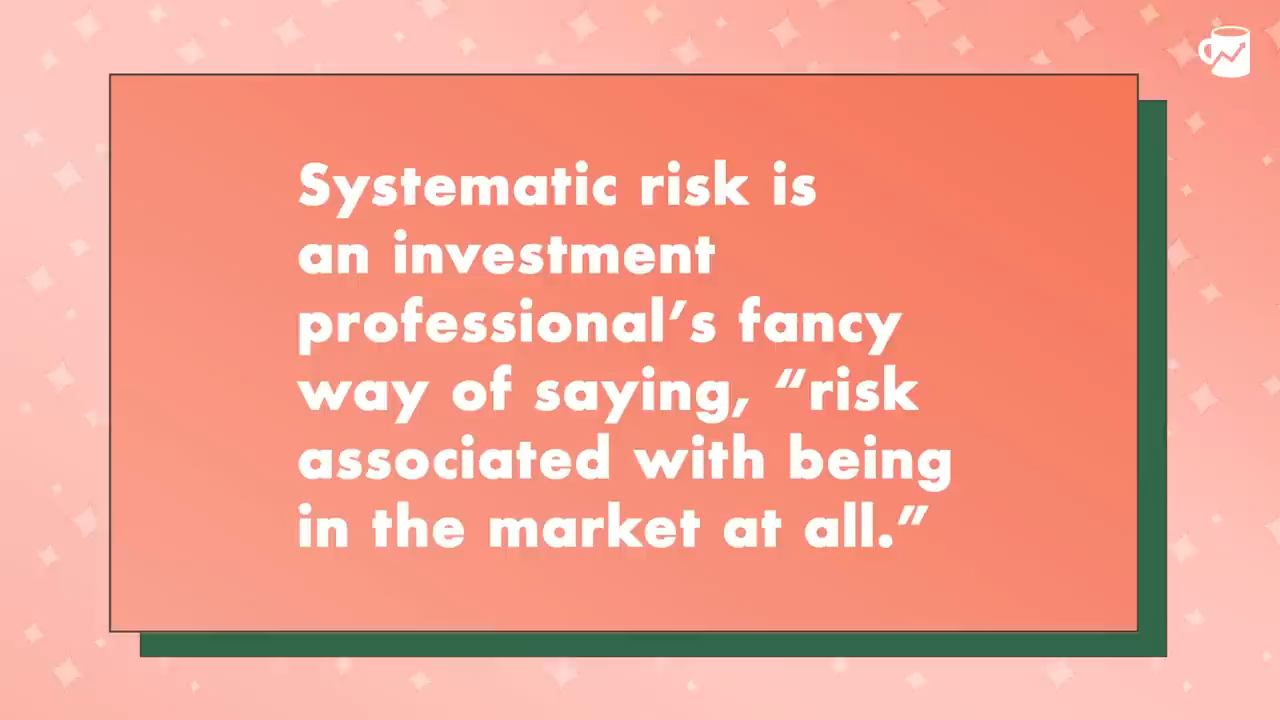 Systematic risk is
an investment
professional’s fancy
way of saying, “risk
associated with being
in the market at all.”